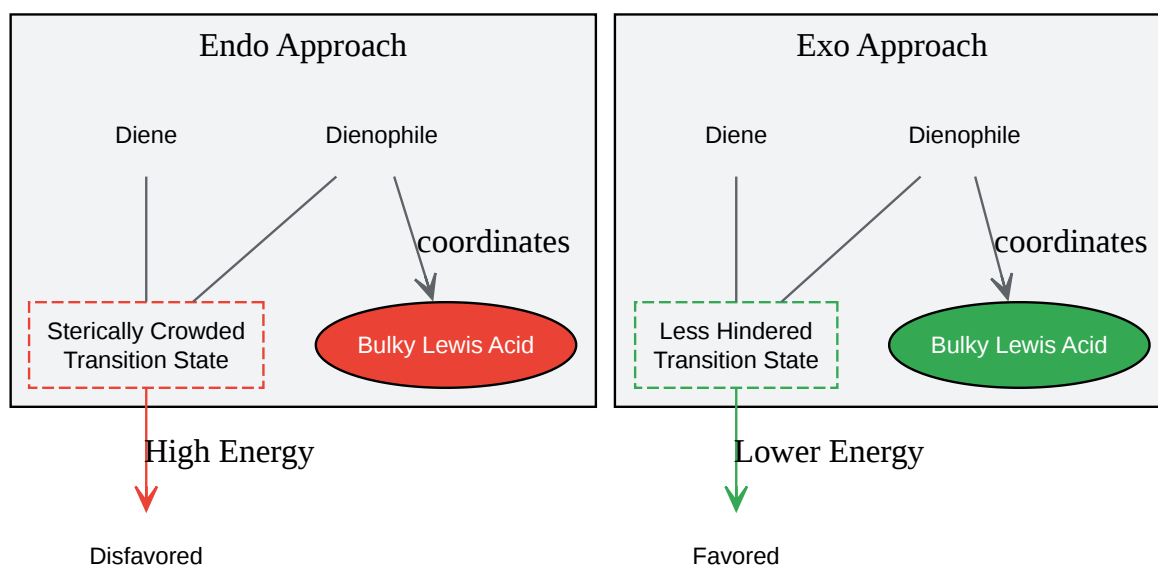 Endo Approach
Diene
Dienophile
coordinates
Sterically Crowded
Transition State
Bulky Lewis Acid
High Energy
Disfavored
Exo Approach
Diene
Dienophile
coordinates
Less Hindered
Transition State
Bulky Lewis Acid
Lower Energy
Favored